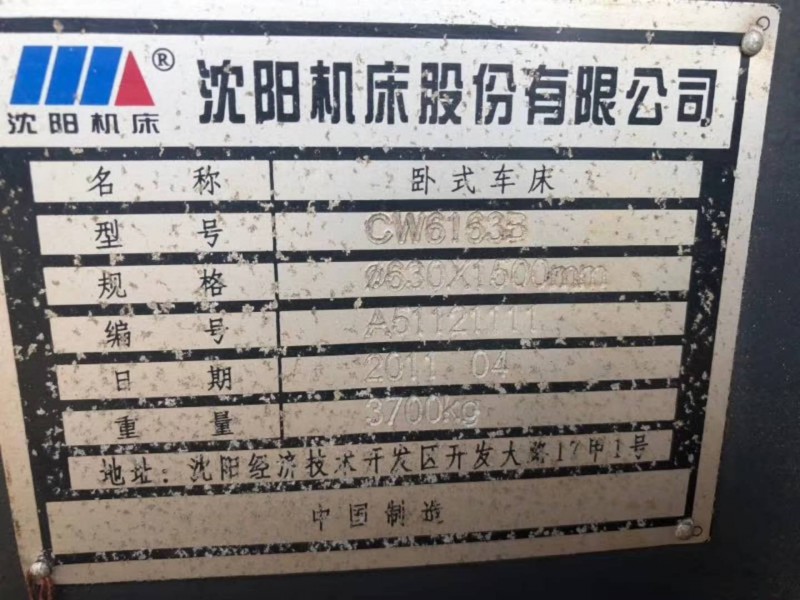 沈阳机床® 沈阳机床股份有限公司
名称 卧式车床
型号 CW6163B
规格 ø630X1500mm
编号 A51121111
日期 2011 04
重量 3700kg
地址: 沈阳经济技术开发区开发大路17甲1号
中国制造